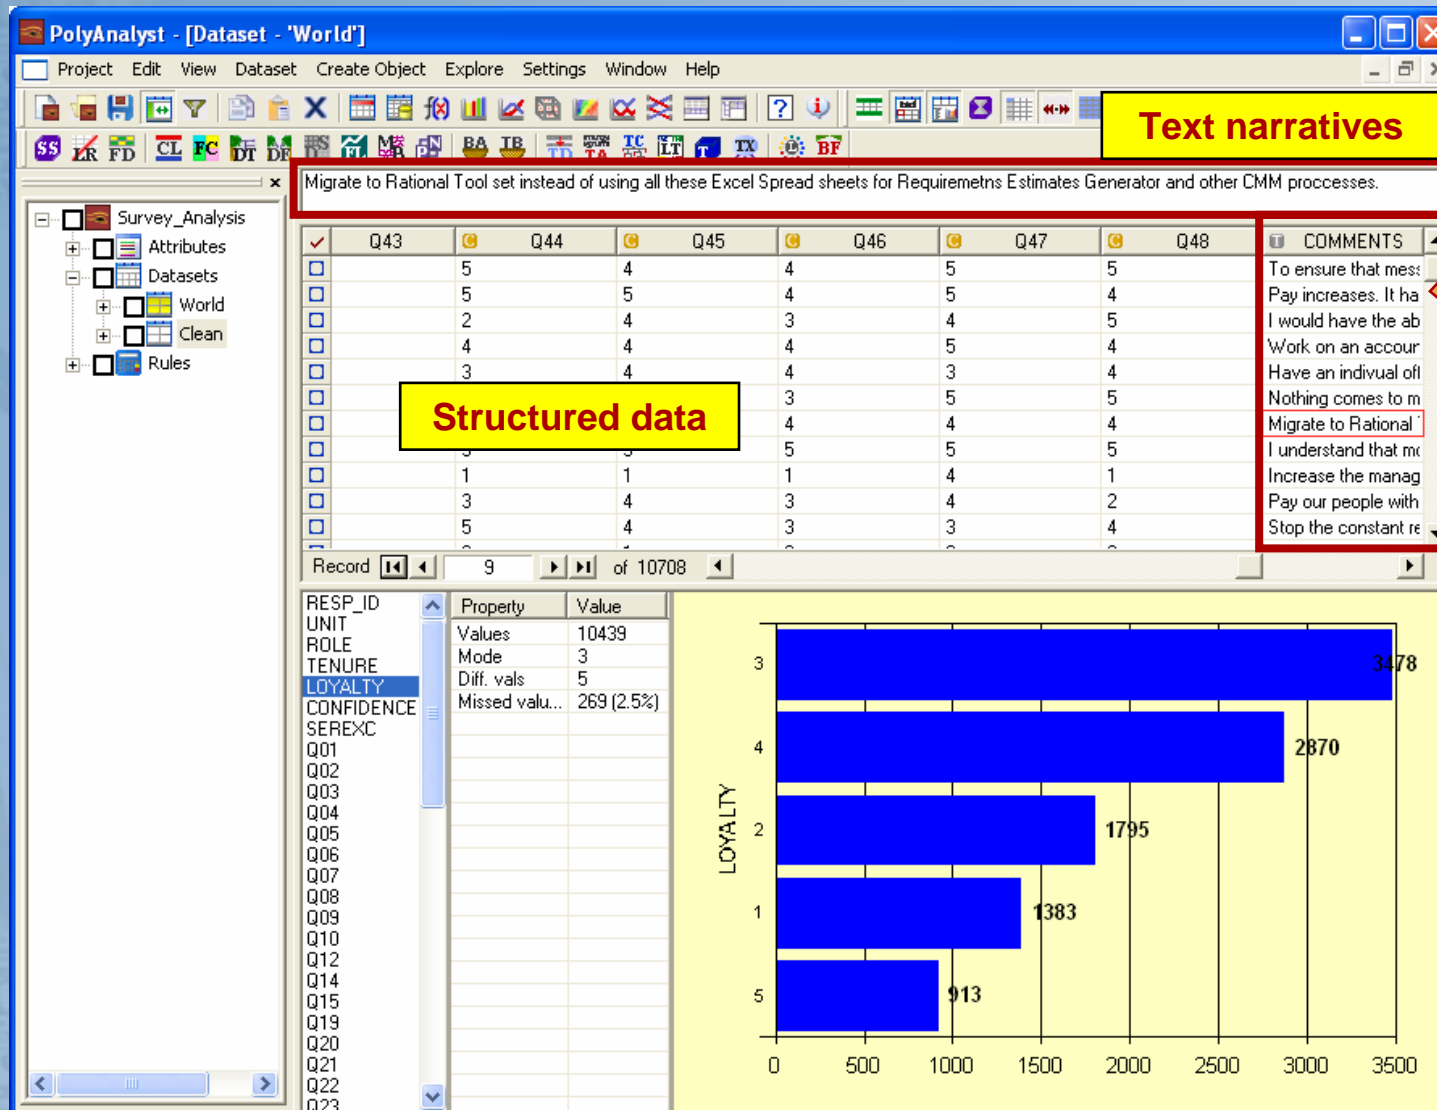 PolyAnalyst - [Dataset - 'World']
Project Edit View Dataset Create Object Explore Settings Window Help
Text narratives
SS LR FD CL FC DT BA TB TD TA TC LT T TX BF
Migrate to Rational Tool set instead of using all these Excel Spread sheets for Requiremetns Estimates Generator and other CMM proccesses.
Survey_Analysis
Attributes
Datasets
World
Clean
Rules
Q43 Q44 Q45 Q46 Q47 Q48 COMMENTS
5 4 4 5 5 To ensure that mess
5 5 4 5 4 Pay increases. It ha
2 4 3 4 5 I would have the ab
4 4 4 5 4 Work on an accour
3 4 4 3 4 Have an indivual ofl
3 5 5 Nothing comes to m
4 4 4 Migrate to Rational
5 5 5 I understand that mo
1 1 1 4 1 Increase the manag
3 4 3 4 2 Pay our people with
5 4 3 3 4 Stop the constant re
Structured data
Record 9 of 10708
RESP_ID
UNIT
ROLE
TENURE
LOYALTY
CONFIDENCE
SEREXC
Q01
Q02
Q03
Q04
Q05
Q06
Q07
Q08
Q09
Q10
Q12
Q14
Q15
Q19
Q20
Q21
Q22
Q23
Property Value
Values 10439
Mode 3
Diff. vals 5
Missed valu... 269 (2.5%)
LOYALTY
3 3478
4 2870
2 1795
1 1383
5 913
0 500 1000 1500 2000 2500 3000 3500